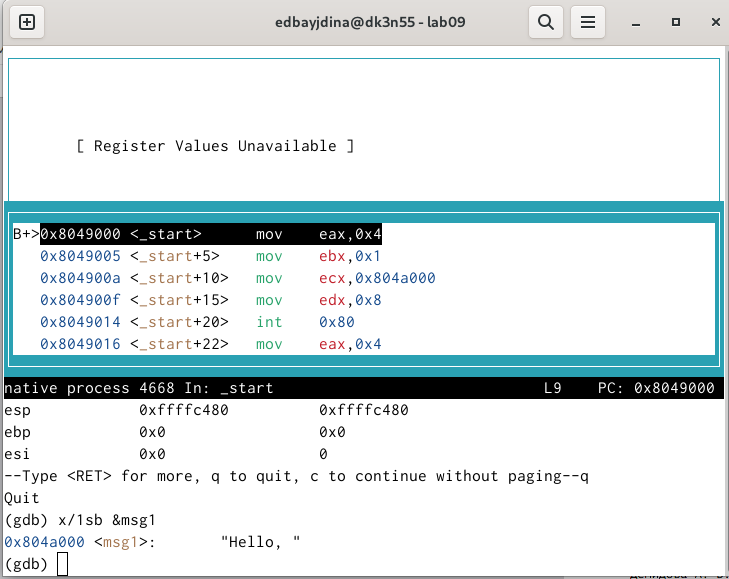 edbayjdina@dk3n55 - lab09
[ Register Values Unavailable ]
B+>0x8049000 <_start>      mov    eax,0x4
0x8049005 <_start+5>    mov    ebx,0x1
0x804900a <_start+10>   mov    ecx,0x804a000
0x804900f <_start+15>   mov    edx,0x8
0x8049014 <_start+20>   int    0x80
0x8049016 <_start+22>   mov    eax,0x4
native process 4668 In: _start                              L9    PC: 0x8049000
esp            0xffffc480          0xffffc480
ebp            0x0                 0x0
esi            0x0                 0
--Type <RET> for more, q to quit, c to continue without paging--q
Quit
(gdb) x/1sb &msg1
0x804a000 <msg1>:       "Hello, "
(gdb)